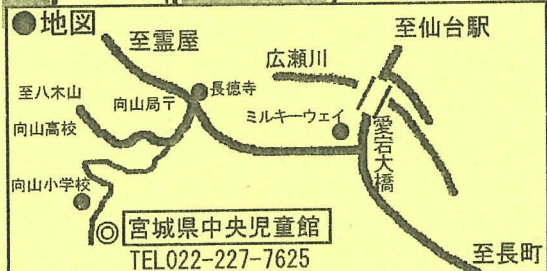 ●地図
至霊屋
至仙台駅
広瀬川
至八木山
向山局〒
長徳寺
ミルキーウェイ
向山高校
愛宕大橋
向山小学校
◎宮城県中央児童館
TEL022-227-7625
至長町